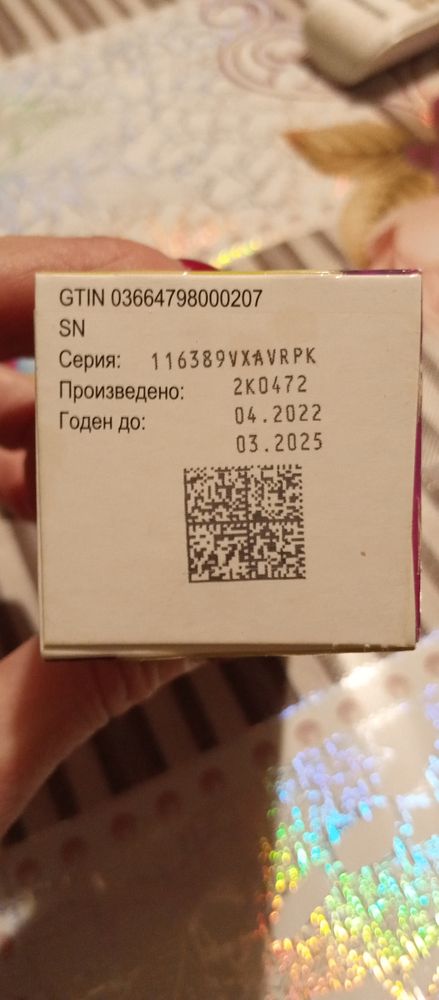 GTIN 03664798000207
SN
Серия: 116389VXAVRPK
Произведено: 2K0472
Годен до: 04.2022
03.2025